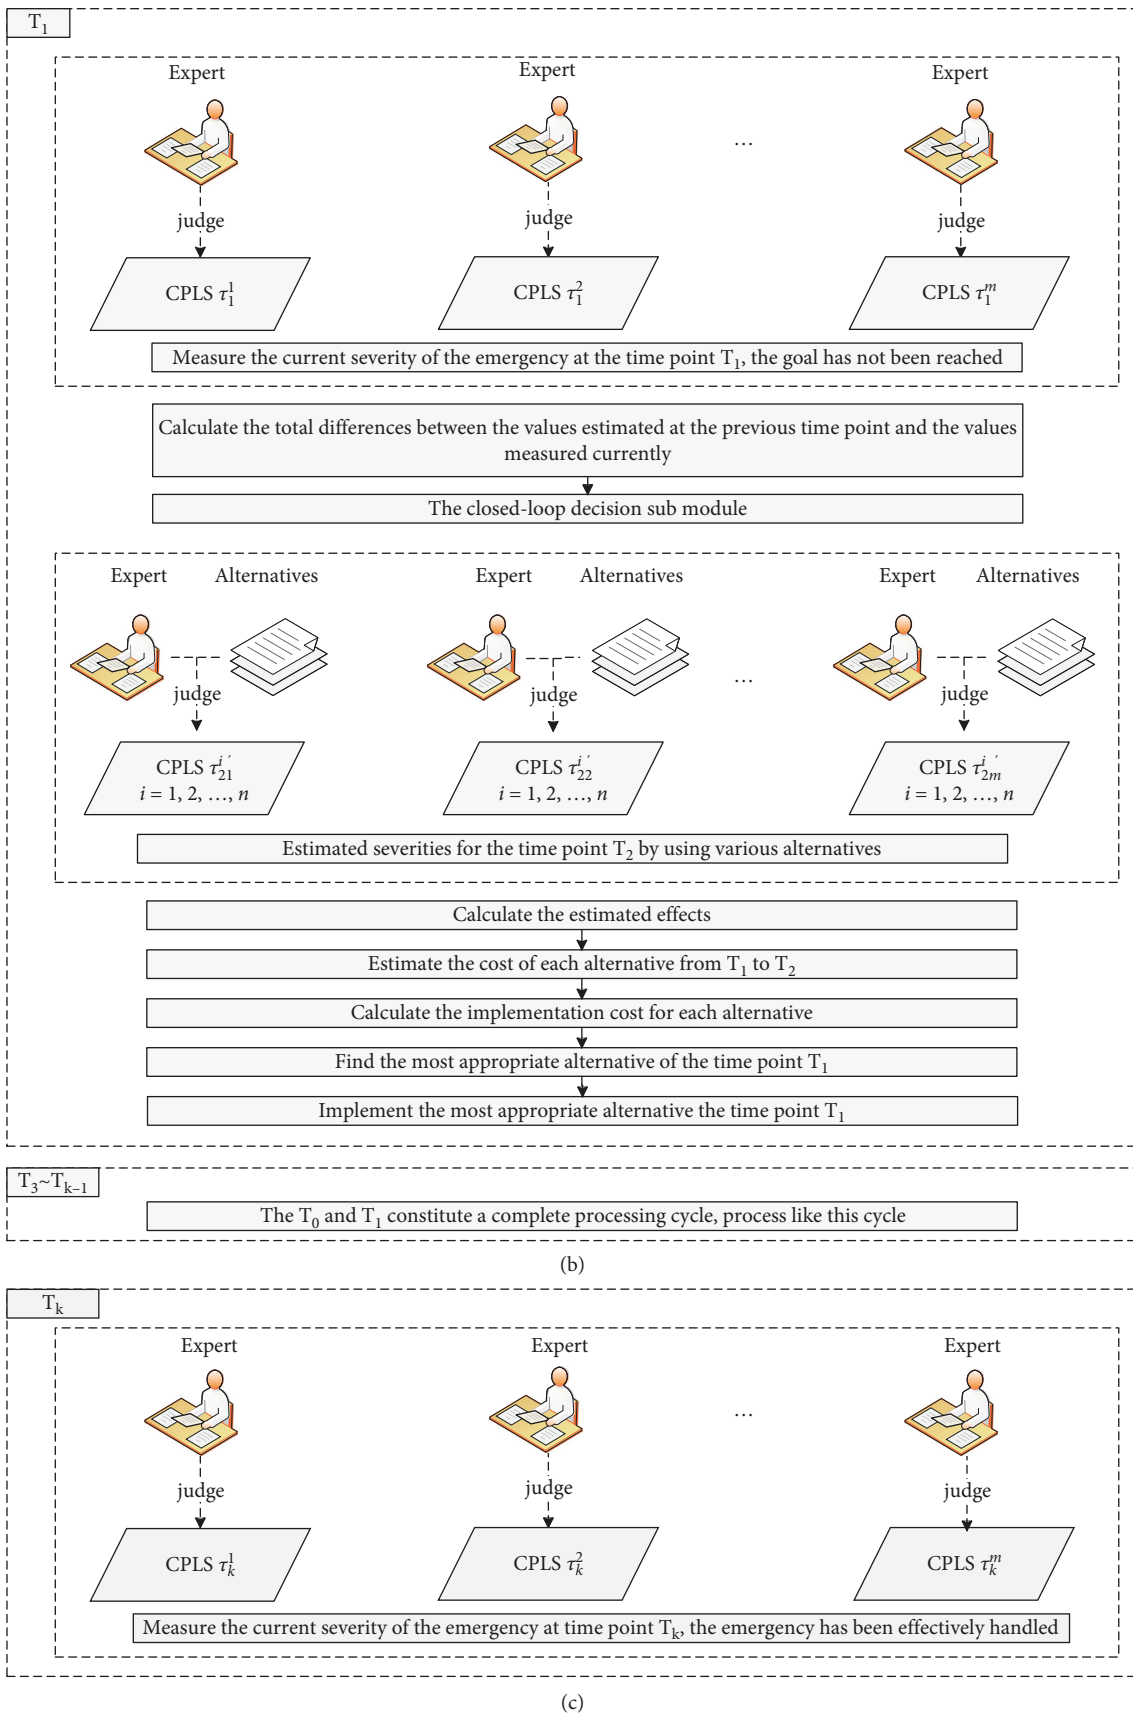 T₁
Expert Expert Expert
...
judge judge judge
CPLS τ₁¹ CPLS τ₁² CPLS τ₁ᵐ
Measure the current severity of the emergency at the time point T₁, the goal has not been reached
Calculate the total differences between the values estimated at the previous time point and the values
measured currently
The closed-loop decision sub module
Expert Alternatives Expert Alternatives Expert Alternatives
...
judge judge judge
CPLS τ₂₁ⁱ′ CPLS τ₂₂ⁱ′ CPLS τ₂ₘⁱ′
i = 1, 2, ..., n i = 1, 2, ..., n i = 1, 2, ..., n
Estimated severities for the time point T₂ by using various alternatives
Calculate the estimated effects
Estimate the cost of each alternative from T₁ to T₂
Calculate the implementation cost for each alternative
Find the most appropriate alternative of the time point T₁
Implement the most appropriate alternative the time point T₁
T₃~Tₖ₋₁
The T₀ and T₁ constitute a complete processing cycle, process like this cycle
(b)
Tₖ
Expert Expert Expert
...
judge judge judge
CPLS τₖ¹ CPLS τₖ² CPLS τₖᵐ
Measure the current severity of the emergency at time point Tₖ, the emergency has been effectively handled
(c)